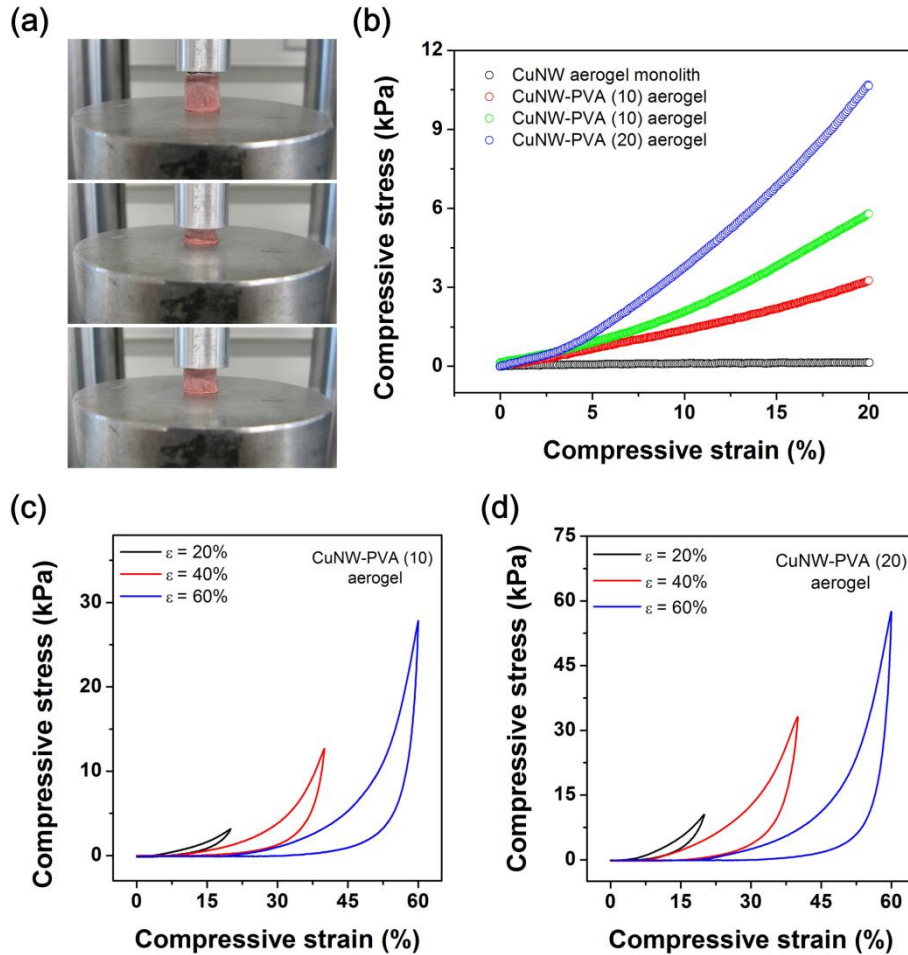 (a)
(b)
12
9
6
3
0
Compressive stress (kPa)
CuNW aerogel monolith
CuNW-PVA (10) aerogel
CuNW-PVA (10) aerogel
CuNW-PVA (20) aerogel
0 5 10 15 20
Compressive strain (%)
(c)
30
20
10
0
Compressive stress (kPa)
ε = 20%
ε = 40%
ε = 60%
CuNW-PVA (10)
aerogel
0 15 30 45 60
Compressive strain (%)
(d)
75
60
45
30
15
0
Compressive stress (kPa)
ε = 20%
ε = 40%
ε = 60%
CuNW-PVA (20)
aerogel
0 15 30 45 60
Compressive strain (%)